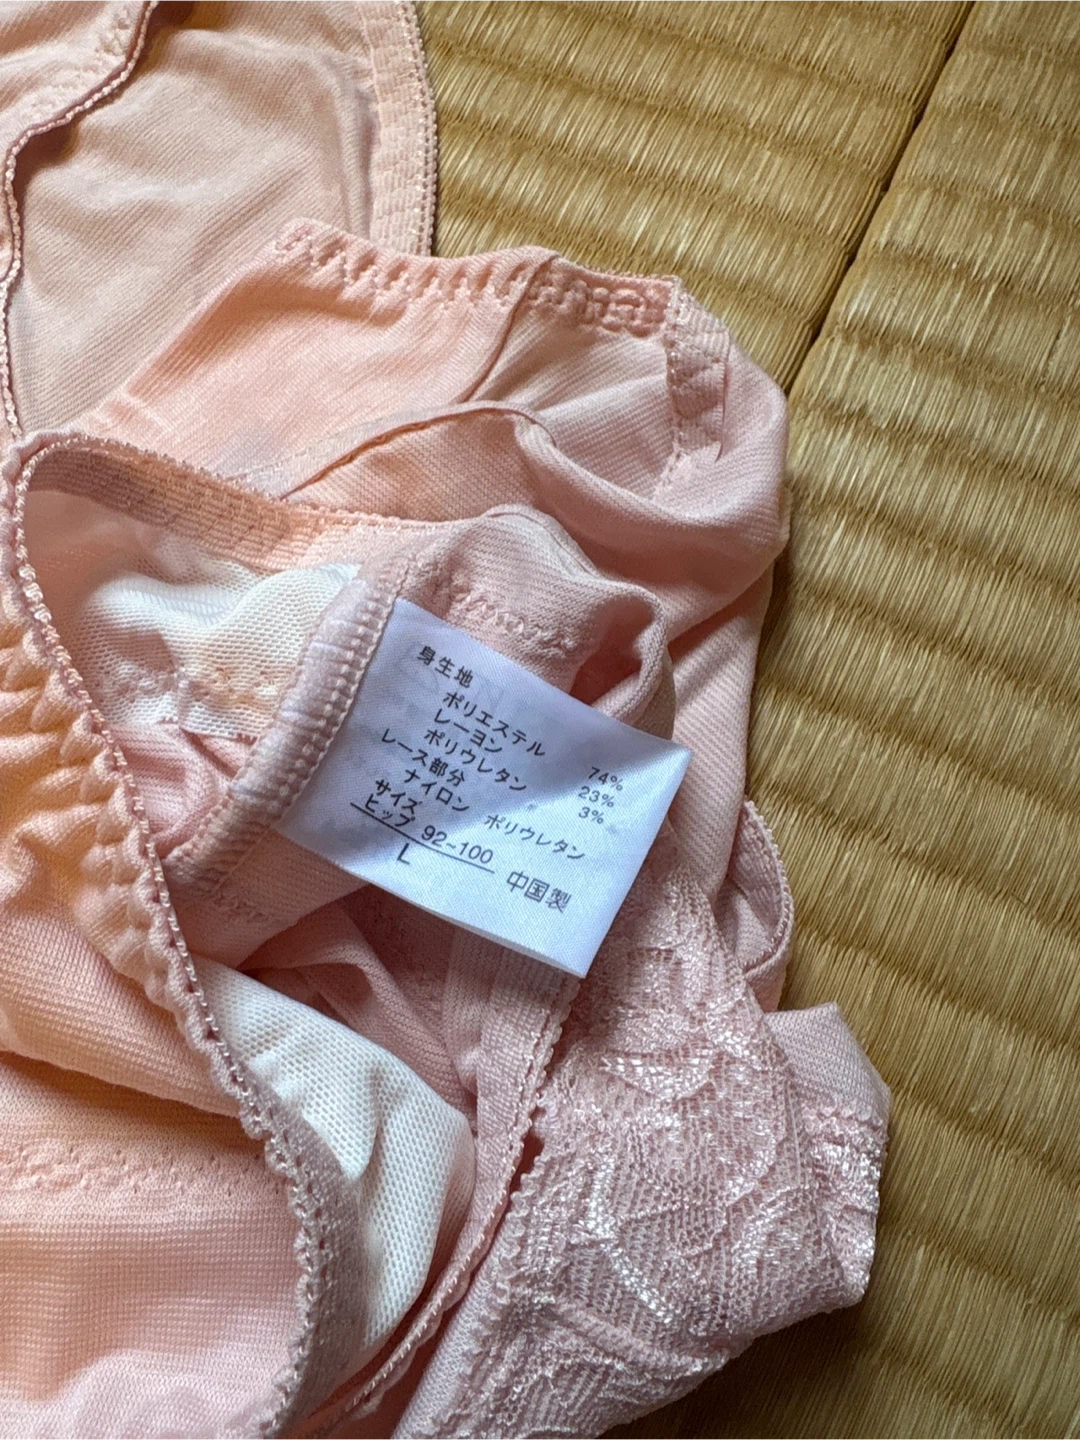 身生地
ポリエステル 74%
レーヨン 23%
ポリウレタン 3%
レース部分
ナイロン ポリウレタン
サイズ
ヒップ 92-100
L
中国製